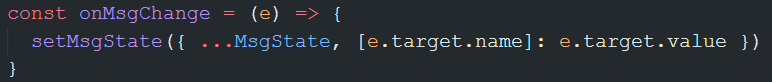 const onMsgChange = (e) => {
  setMsgState({ ...MsgState, [e.target.name]: e.target.value })
}